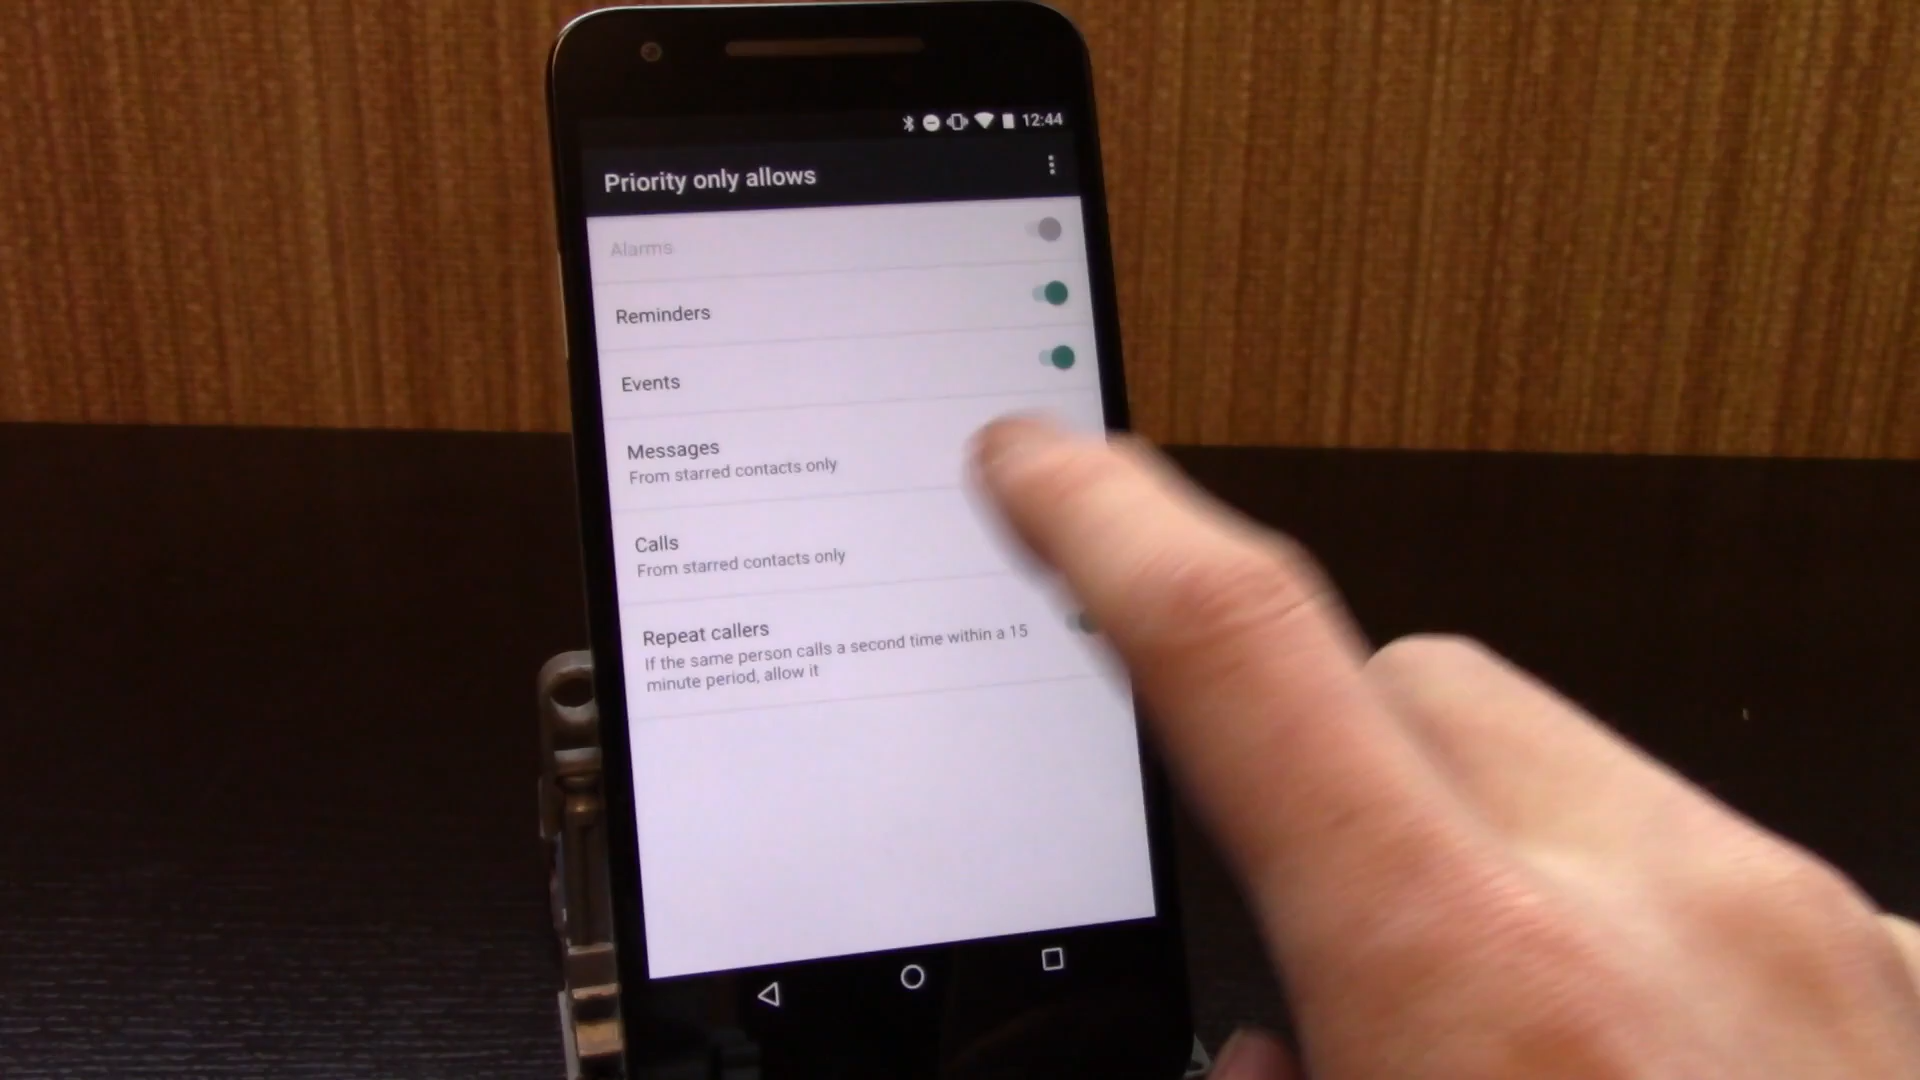 12:44
Priority only allows
Alarms
Reminders
Events
Messages
From starred contacts only
Calls
From starred contacts only
Repeat callers
If the same person calls a second time within a 15
minute period, allow it